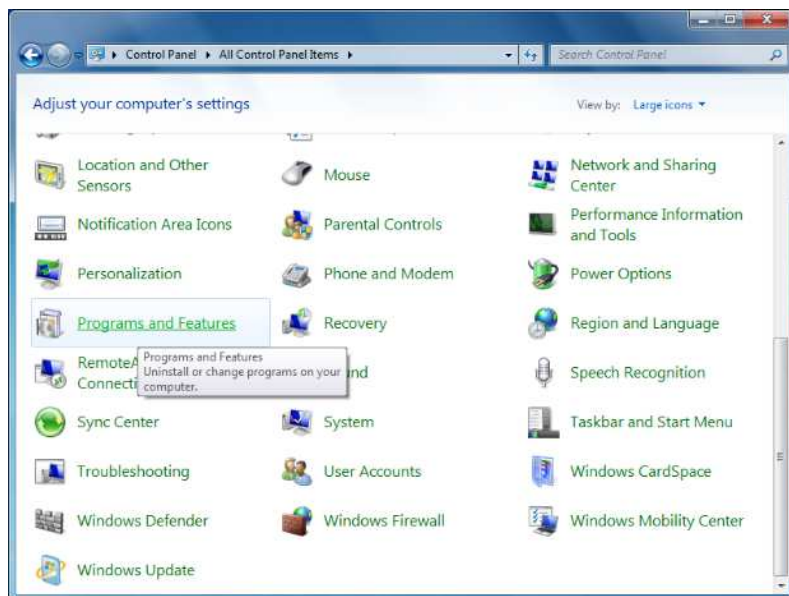 Control Panel ▸ All Control Panel Items ▸
Search Control Panel
Adjust your computer's settings
View by: Large icons
Location and Other
Sensors
Mouse
Network and Sharing
Center
Notification Area Icons
Parental Controls
Performance Information
and Tools
Personalization
Phone and Modem
Power Options
Programs and Features
Recovery
Region and Language
Programs and Features
Uninstall or change programs on your
computer.
Speech Recognition
Sync Center
System
Taskbar and Start Menu
Troubleshooting
User Accounts
Windows CardSpace
Windows Defender
Windows Firewall
Windows Mobility Center
Windows Update